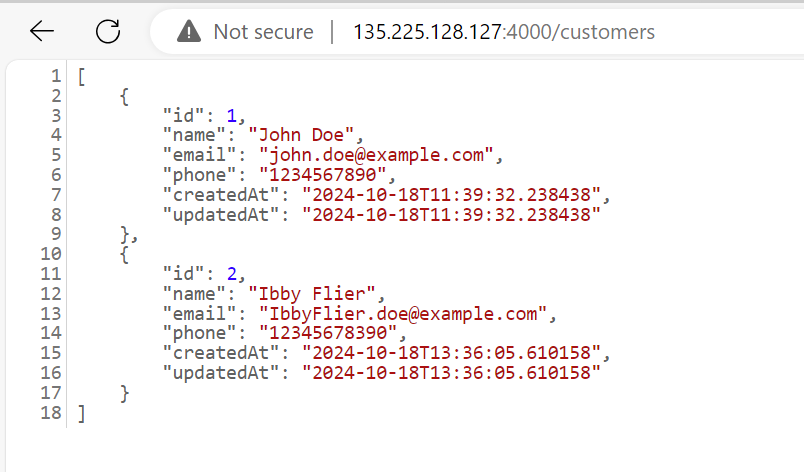 Not secure | 135.225.128.127:4000/customers
1 [
2     {
3         "id": 1,
4         "name": "John Doe",
5         "email": "john.doe@example.com",
6         "phone": "1234567890",
7         "createdAt": "2024-10-18T11:39:32.238438",
8         "updatedAt": "2024-10-18T11:39:32.238438"
9     },
10     {
11         "id": 2,
12         "name": "Ibby Flier",
13         "email": "IbbyFlier.doe@example.com",
14         "phone": "12345678390",
15         "createdAt": "2024-10-18T13:36:05.610158",
16         "updatedAt": "2024-10-18T13:36:05.610158"
17     }
18 ]